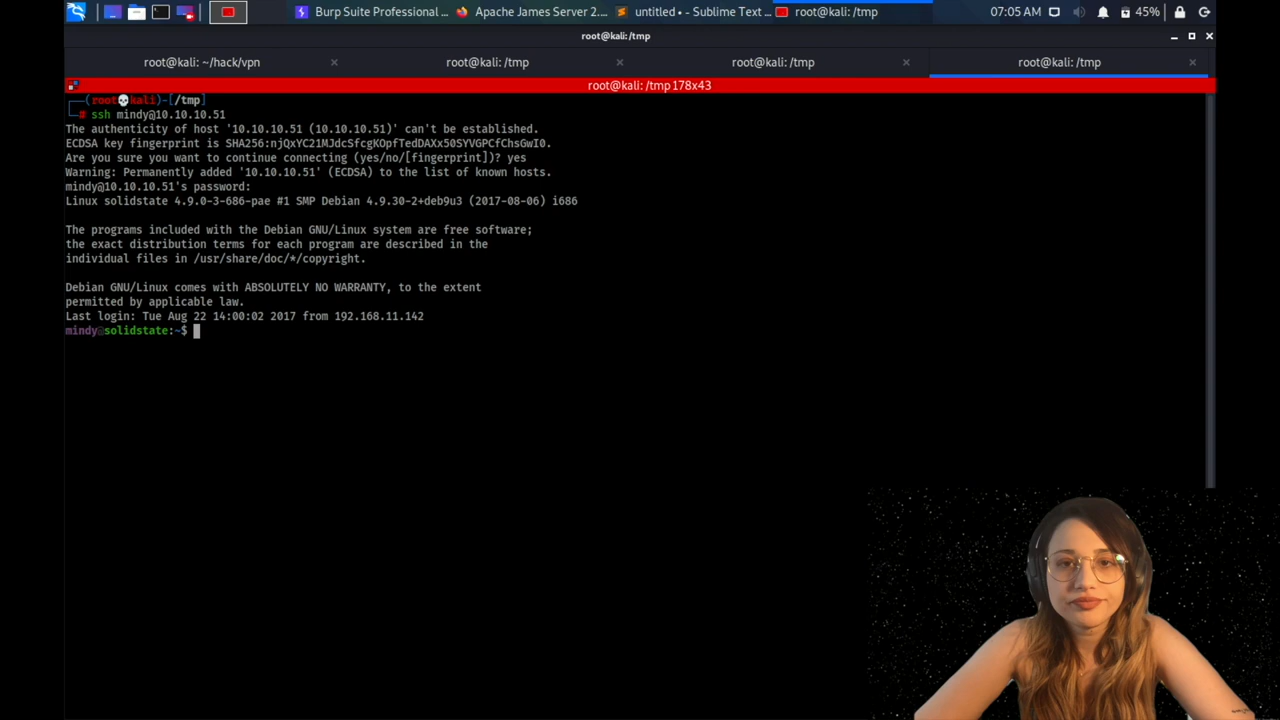 Burp Suite Professional ...
Apache James Server 2....
untitled • - Sublime Text ...
root@kali: /tmp
07:05 AM
45%
root@kali: /tmp
root@kali: ~/hack/vpn
root@kali: /tmp
root@kali: /tmp
root@kali: /tmp
root@kali: /tmp 178x43
(root💀kali)-[/tmp]
# ssh mindy@10.10.10.51
The authenticity of host '10.10.10.51 (10.10.10.51)' can't be established.
ECDSA key fingerprint is SHA256:njQxYC21MJdcSfcgKOpfTedDAXx50SYVGPCfChsGwI0.
Are you sure you want to continue connecting (yes/no/[fingerprint])? yes
Warning: Permanently added '10.10.10.51' (ECDSA) to the list of known hosts.
mindy@10.10.10.51's password:
Linux solidstate 4.9.0-3-686-pae #1 SMP Debian 4.9.30-2+deb9u3 (2017-08-06) i686
The programs included with the Debian GNU/Linux system are free software;
the exact distribution terms for each program are described in the
individual files in /usr/share/doc/*/copyright.
Debian GNU/Linux comes with ABSOLUTELY NO WARRANTY, to the extent
permitted by applicable law.
Last login: Tue Aug 22 14:00:02 2017 from 192.168.11.142
mindy@solidstate:~$